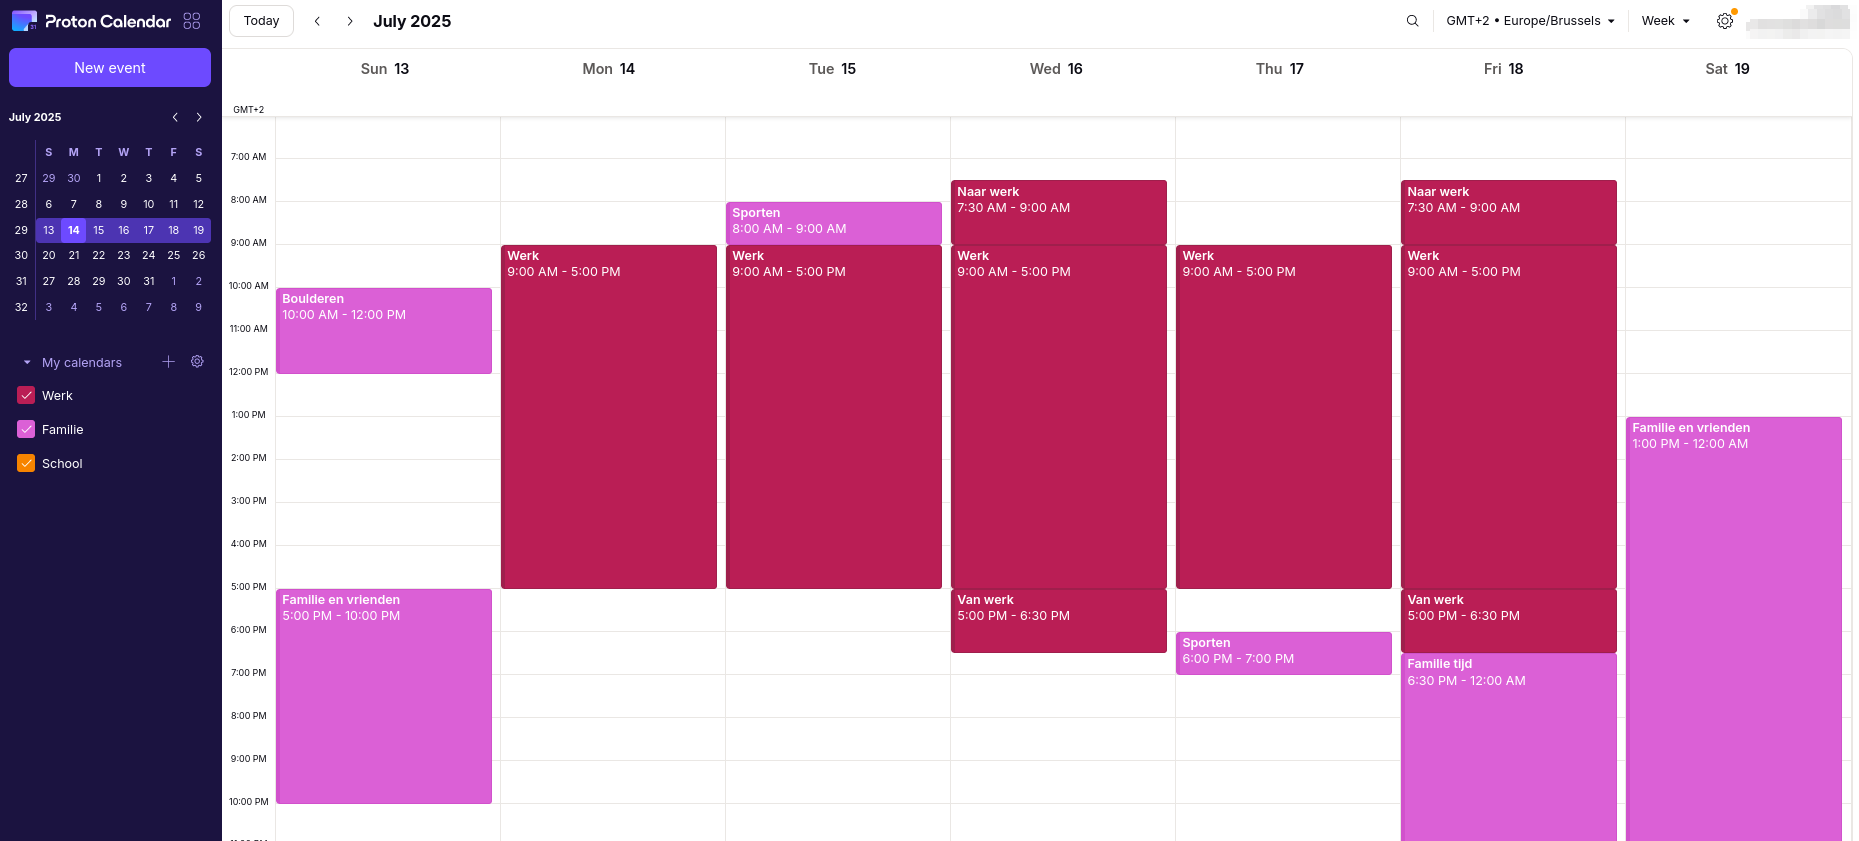 Proton Calendar
31
New event
July 2025
S M T W T F S
27 29 30 1 2 3 4 5
28 6 7 8 9 10 11 12
29 13 14 15 16 17 18 19
30 20 21 22 23 24 25 26
31 27 28 29 30 31 1 2
32 3 4 5 6 7 8 9
My calendars
Werk
Familie
School
Today
July 2025
GMT+2 • Europe/Brussels
Week
Sun 13
Mon 14
Tue 15
Wed 16
Thu 17
Fri 18
Sat 19
GMT+2
7:00 AM
8:00 AM
9:00 AM
10:00 AM
11:00 AM
12:00 PM
1:00 PM
2:00 PM
3:00 PM
4:00 PM
5:00 PM
6:00 PM
7:00 PM
8:00 PM
9:00 PM
10:00 PM
Boulderen
10:00 AM - 12:00 PM
Familie en vrienden
5:00 PM - 10:00 PM
Werk
9:00 AM - 5:00 PM
Sporten
8:00 AM - 9:00 AM
Werk
9:00 AM - 5:00 PM
Naar werk
7:30 AM - 9:00 AM
Werk
9:00 AM - 5:00 PM
Van werk
5:00 PM - 6:30 PM
Werk
9:00 AM - 5:00 PM
Sporten
6:00 PM - 7:00 PM
Naar werk
7:30 AM - 9:00 AM
Werk
9:00 AM - 5:00 PM
Van werk
5:00 PM - 6:30 PM
Familie tijd
6:30 PM - 12:00 AM
Familie en vrienden
1:00 PM - 12:00 AM